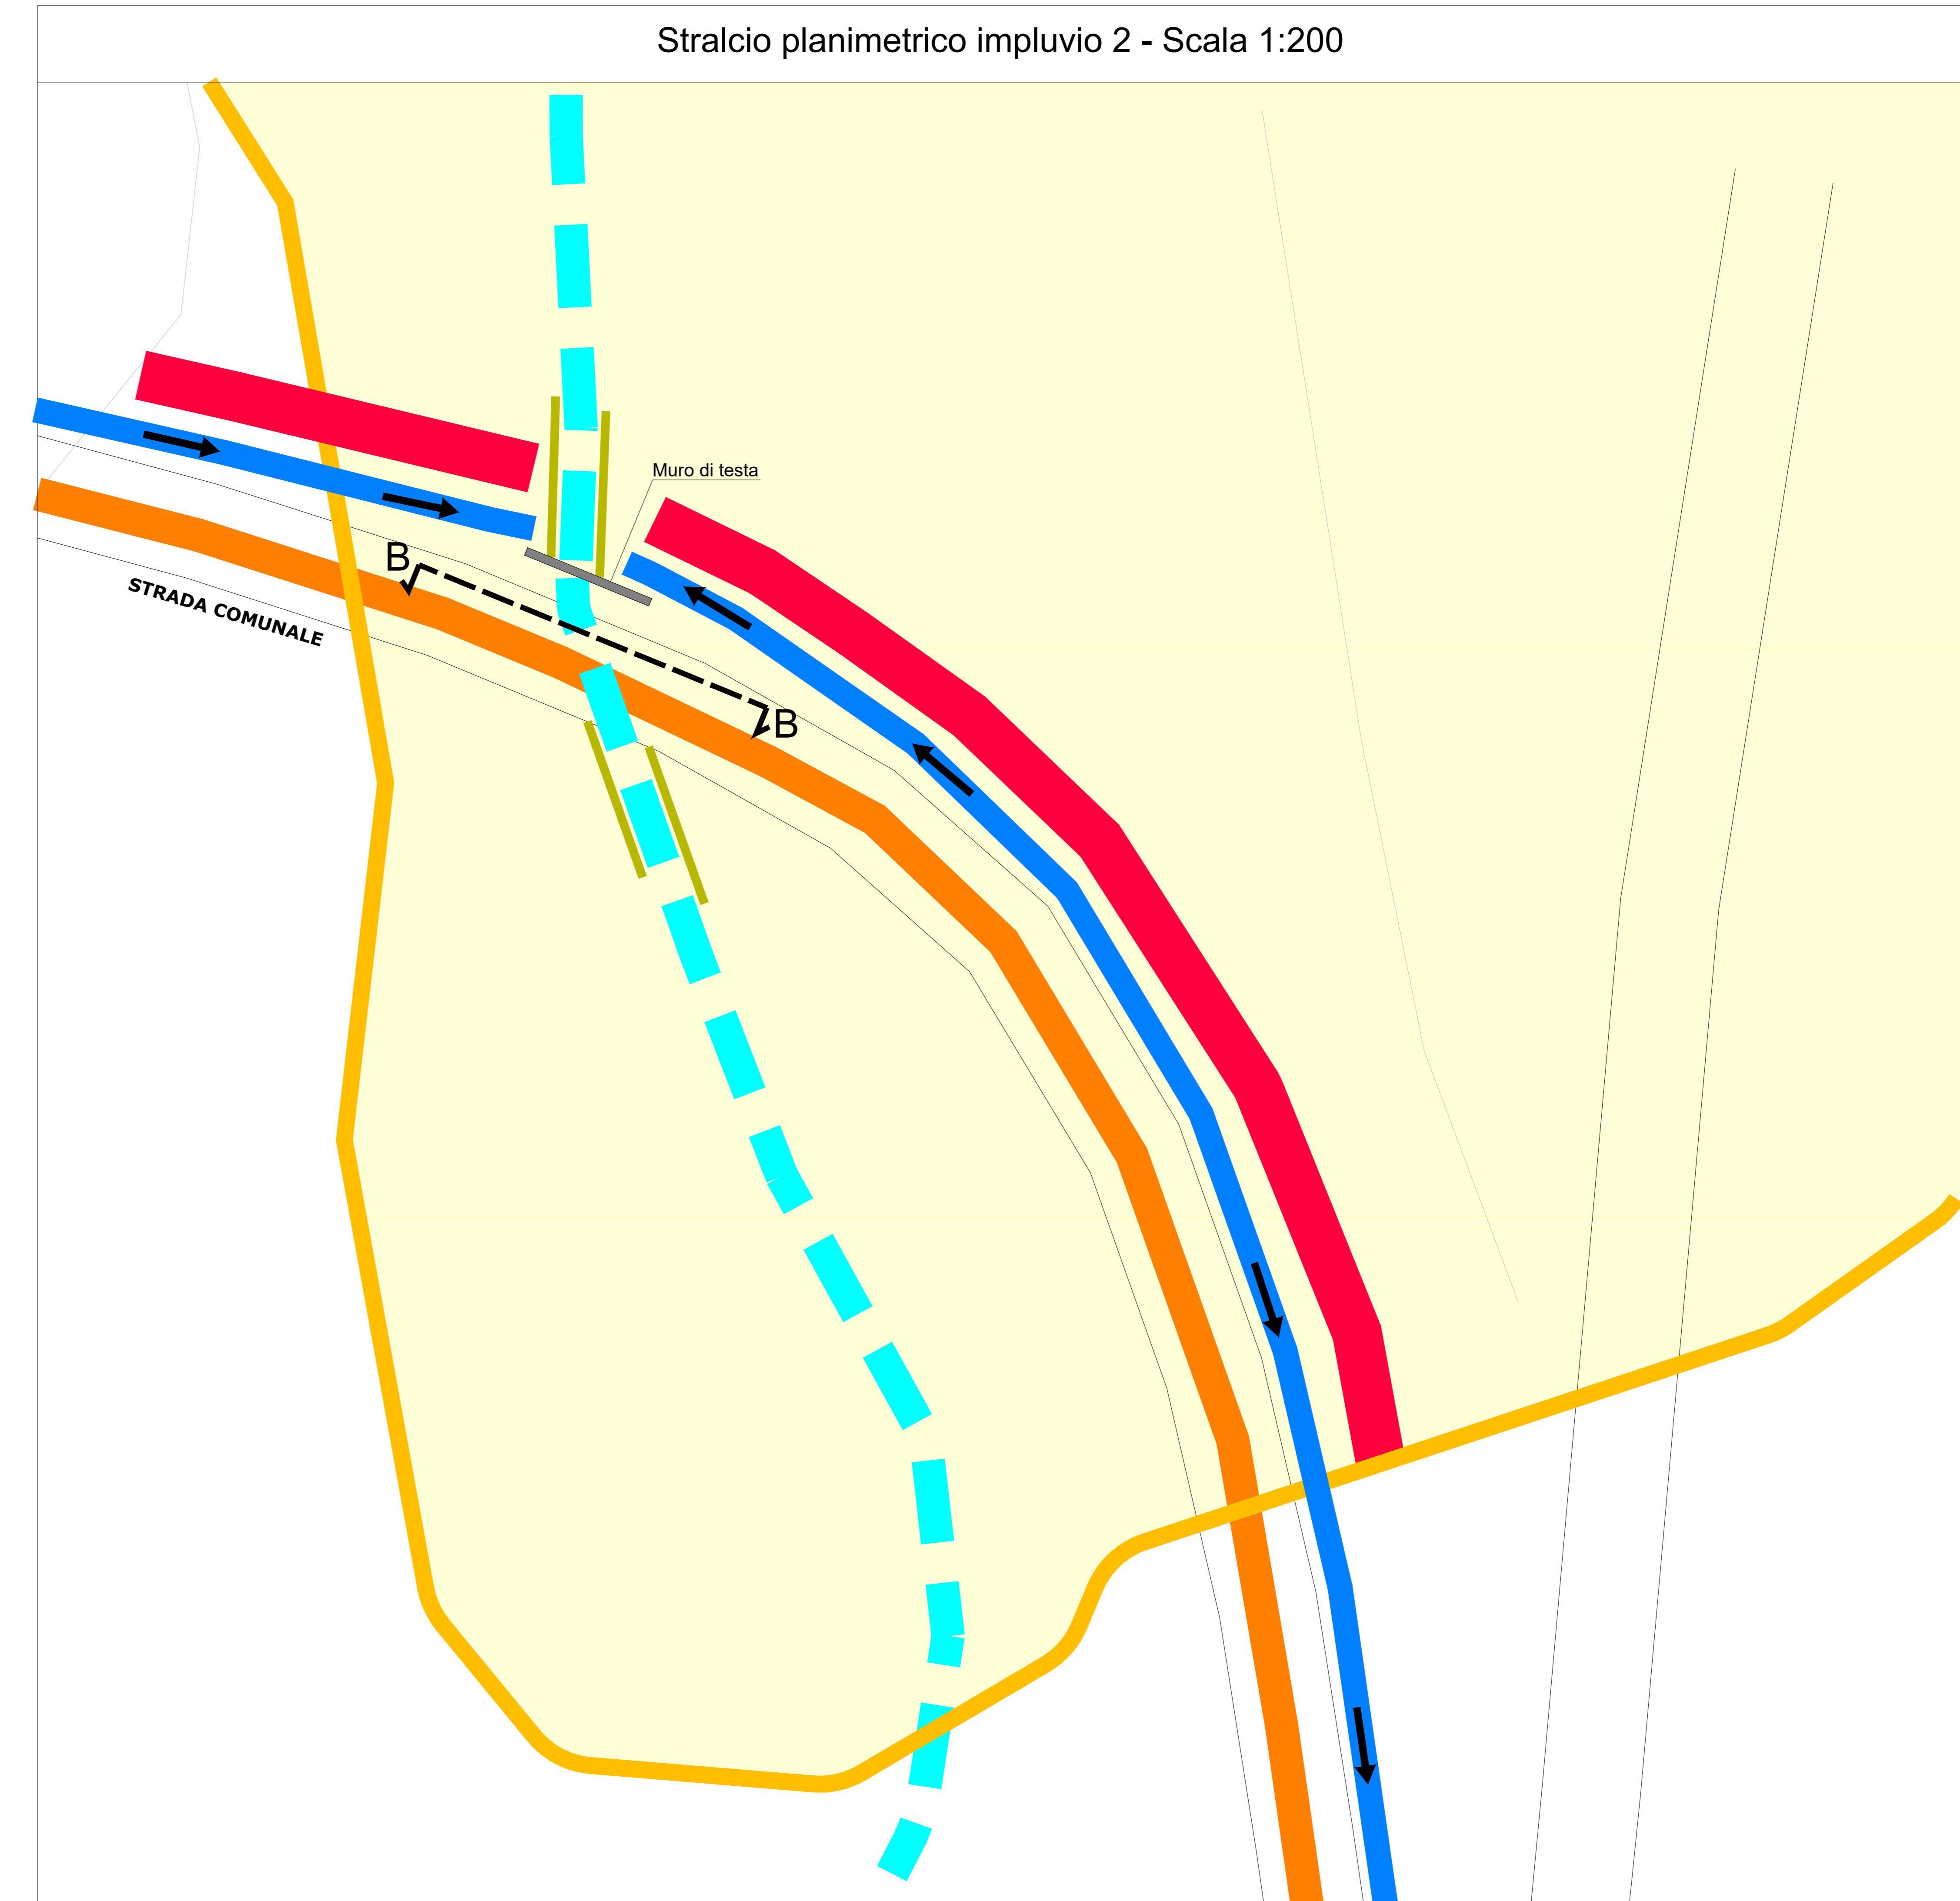 Stralcio planimetrico impluvio 2 - Scala 1:200
Muro di testa
B
STRADA COMUNALE
B